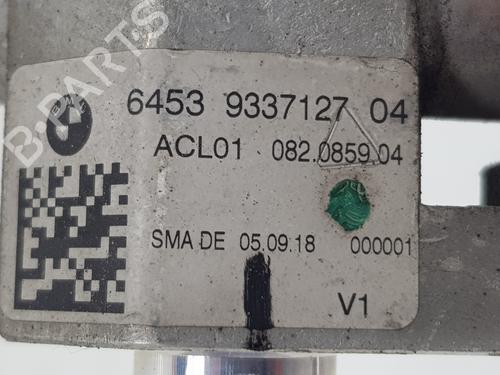 B-PARTS
6453 9337127 04
ACL01 082.0859.04
SMA DE 05.09.18 000001
V1